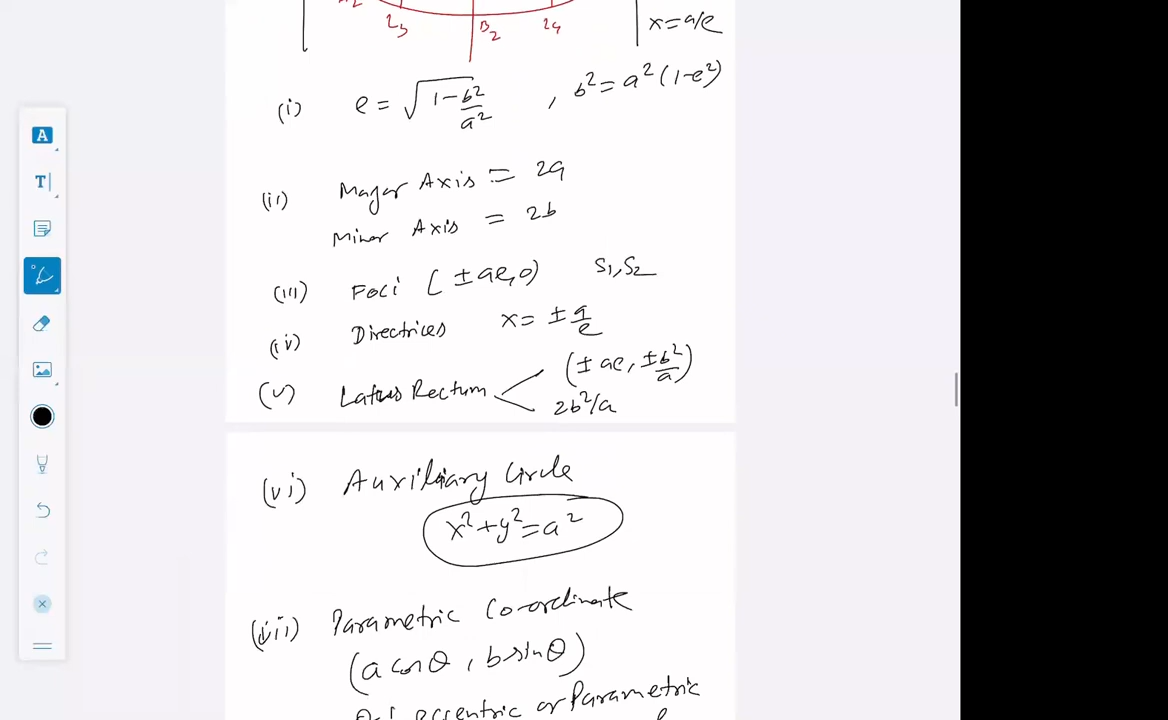 L3 B2 L4 x=a/e
(i) e = √(1-b²/a²) , b² = a²(1-e²)
(ii) Major Axis = 2a
Minor Axis = 2b
(iii) Foci (±ae,0) S1,S2
(iv) Directrices x = ± a/e
(v) Latus Rectum (±ae, ±b²/a)
2b²/a
(vi) Auxiliary Circle
x²+y²=a²
(vii) Parametric Co-ordinate
(a cosθ, b sinθ)
eccentric or Parametric
A
T